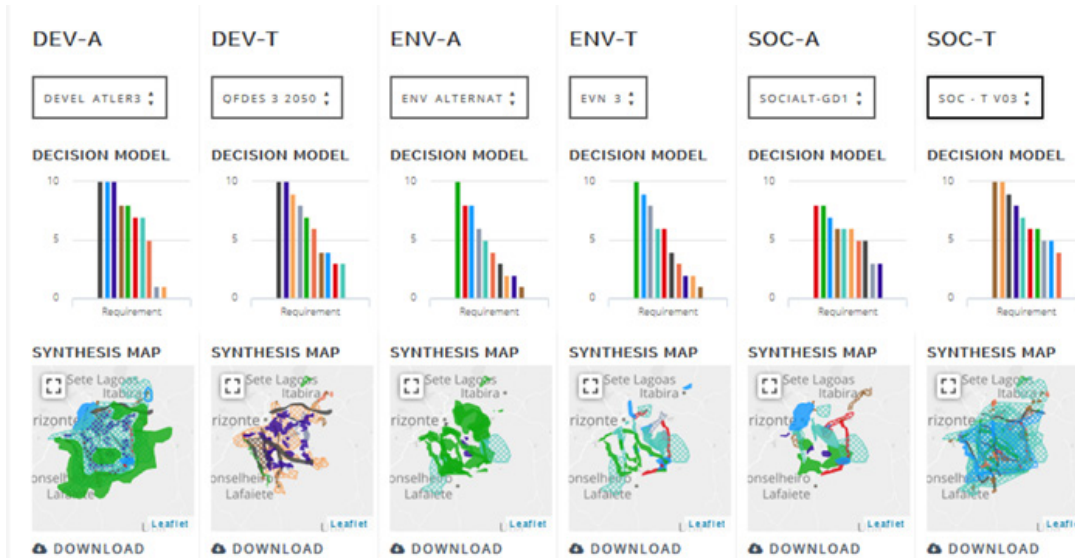 DEV-A
DEVEL ATLER3
DECISION MODEL
10
5
0
Requirement
SYNTHESIS MAP
Sete Lagoas
Itabira
rizonte
onselheiro
Lafaiete
L
Leaflet
DOWNLOAD
DEV-T
QFDES 3 2050
DECISION MODEL
10
5
0
Requirement
SYNTHESIS MAP
Sete Lagoas
Itabira
rizonte
onselheiro
Lafaiete
L
Leaflet
DOWNLOAD
ENV-A
ENV ALTERNAT
DECISION MODEL
10
5
0
Requirement
SYNTHESIS MAP
Sete Lagoas
Itabira
rizonte
onselheiro
Lafaiete
L
Leaflet
DOWNLOAD
ENV-T
EVN 3
DECISION MODEL
10
5
0
Requirement
SYNTHESIS MAP
Sete Lagoas
Itabira
rizonte
onselheiro
Lafaiete
L
Leaflet
DOWNLOAD
SOC-A
SOCIALT-GD1
DECISION MODEL
10
5
0
Requirement
SYNTHESIS MAP
Sete Lagoas
Itabira
rizonte
onselheiro
Lafaiete
L
Leaflet
DOWNLOAD
SOC-T
SOC - T V03
DECISION MODEL
10
5
0
Requirement
SYNTHESIS MAP
Sete Lagoas
Itabira
rizonte
onselheiro
Lafaiete
L
Leaflet
DOWNLOAD